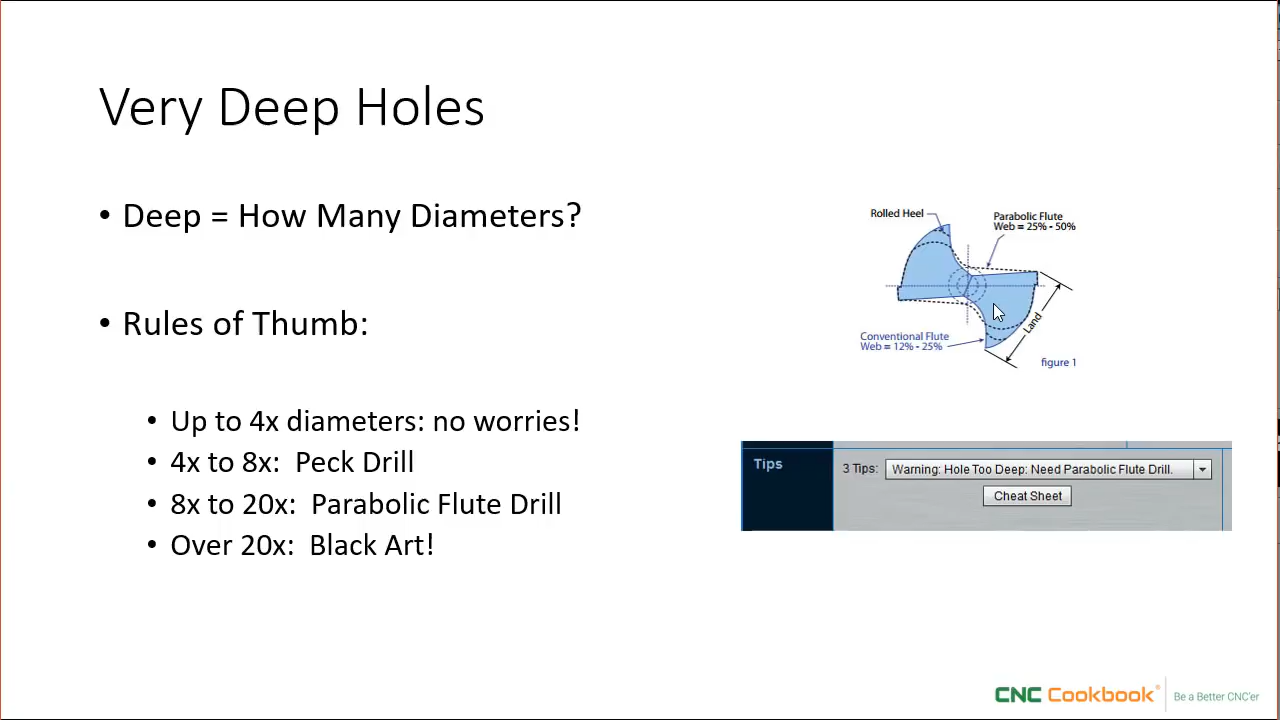 Very Deep Holes
• Deep = How Many Diameters?
• Rules of Thumb:
• Up to 4x diameters: no worries!
• 4x to 8x: Peck Drill
• 8x to 20x: Parabolic Flute Drill
• Over 20x: Black Art!
Rolled Heel
Parabolic Flute
Web = 25% - 50%
Conventional Flute
Web = 12% - 25%
Land
figure 1
Tips
3 Tips: Warning: Hole Too Deep: Need Parabolic Flute Drill.
Cheat Sheet
CNC Cookbook® Be a Better CNC'er